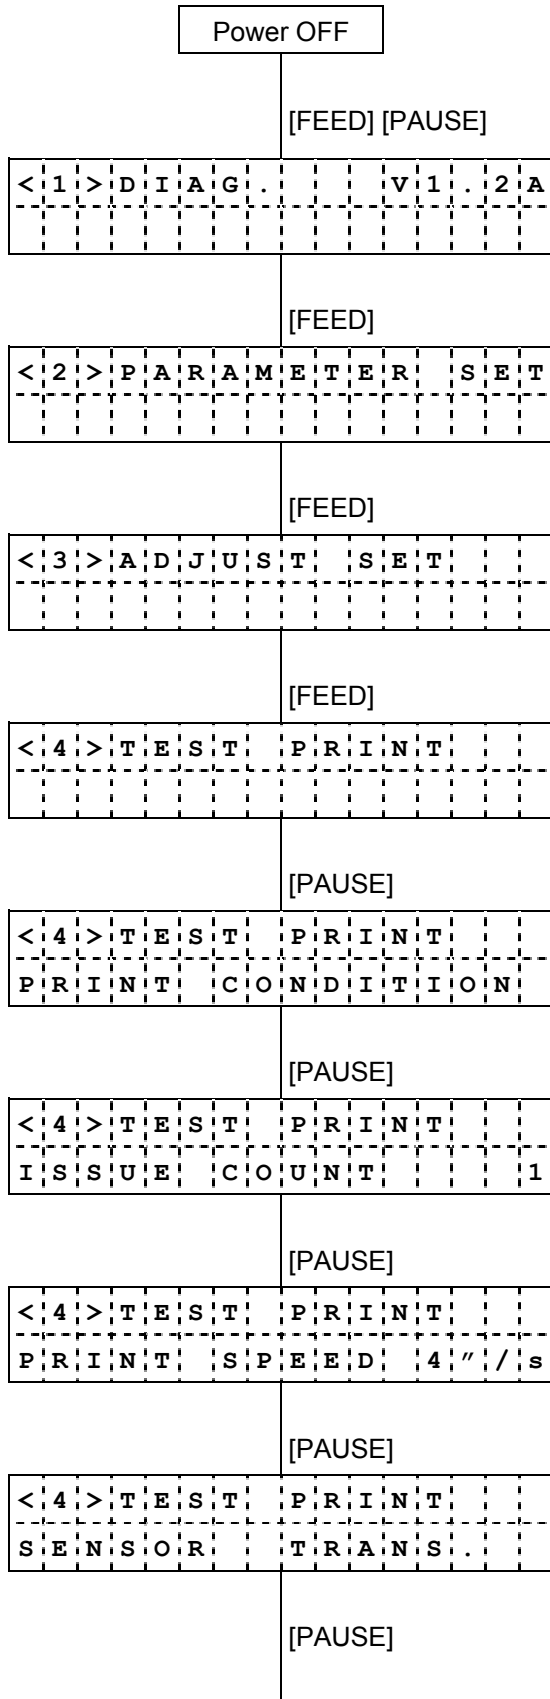 Power OFF
[FEED] [PAUSE]
<1>DIAG.   V1.2A
[FEED]
<2>PARAMETER SET
[FEED]
<3>ADJUST SET
[FEED]
<4>TEST PRINT
[PAUSE]
<4>TEST PRINT
PRINT CONDITION
[PAUSE]
<4>TEST PRINT
ISSUE COUNT    1
[PAUSE]
<4>TEST PRINT
PRINT SPEED 4″/s
[PAUSE]
<4>TEST PRINT
SENSOR  TRANS.
[PAUSE]